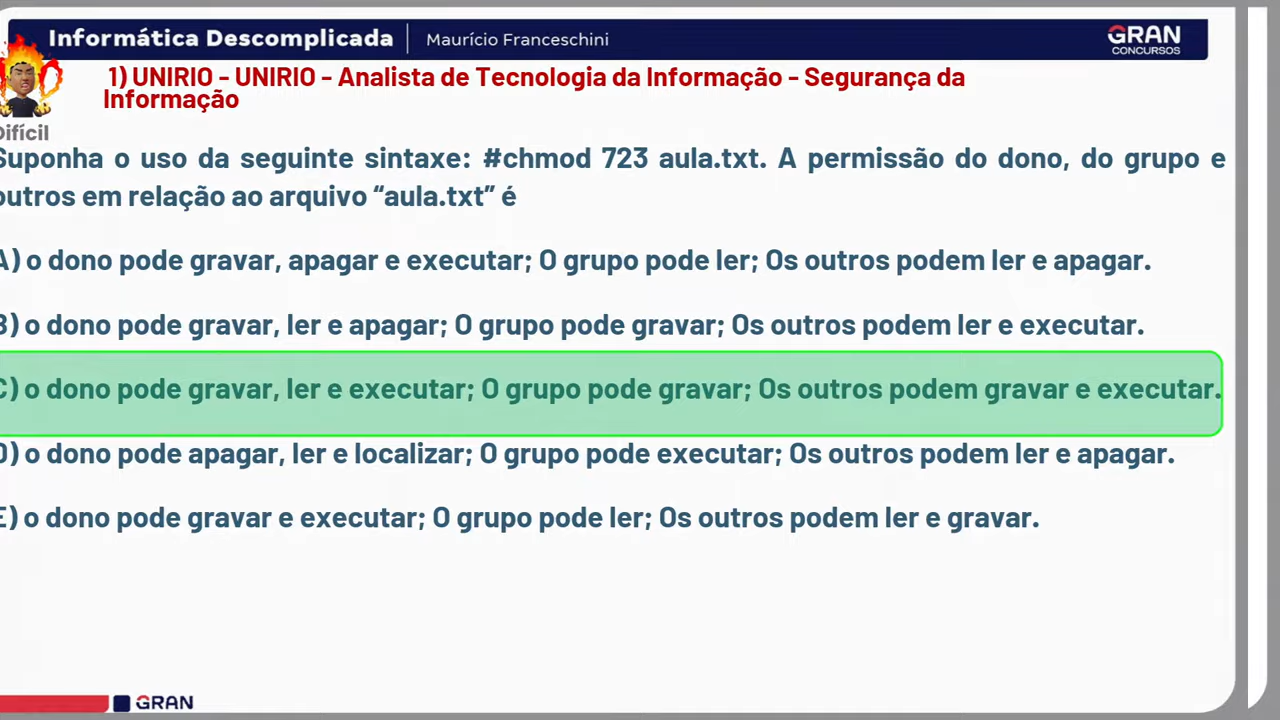 Informática Descomplicada | Maurício Franceschini
GRAN
CONCURSOS
1) UNIRIO - UNIRIO - Analista de Tecnologia da Informação - Segurança da
Informação
Difícil
Suponha o uso da seguinte sintaxe: #chmod 723 aula.txt. A permissão do dono, do grupo e
outros em relação ao arquivo “aula.txt” é
A) o dono pode gravar, apagar e executar; O grupo pode ler; Os outros podem ler e apagar.
B) o dono pode gravar, ler e apagar; O grupo pode gravar; Os outros podem ler e executar.
C) o dono pode gravar, ler e executar; O grupo pode gravar; Os outros podem gravar e executar.
D) o dono pode apagar, ler e localizar; O grupo pode executar; Os outros podem ler e apagar.
E) o dono pode gravar e executar; O grupo pode ler; Os outros podem ler e gravar.
GRAN